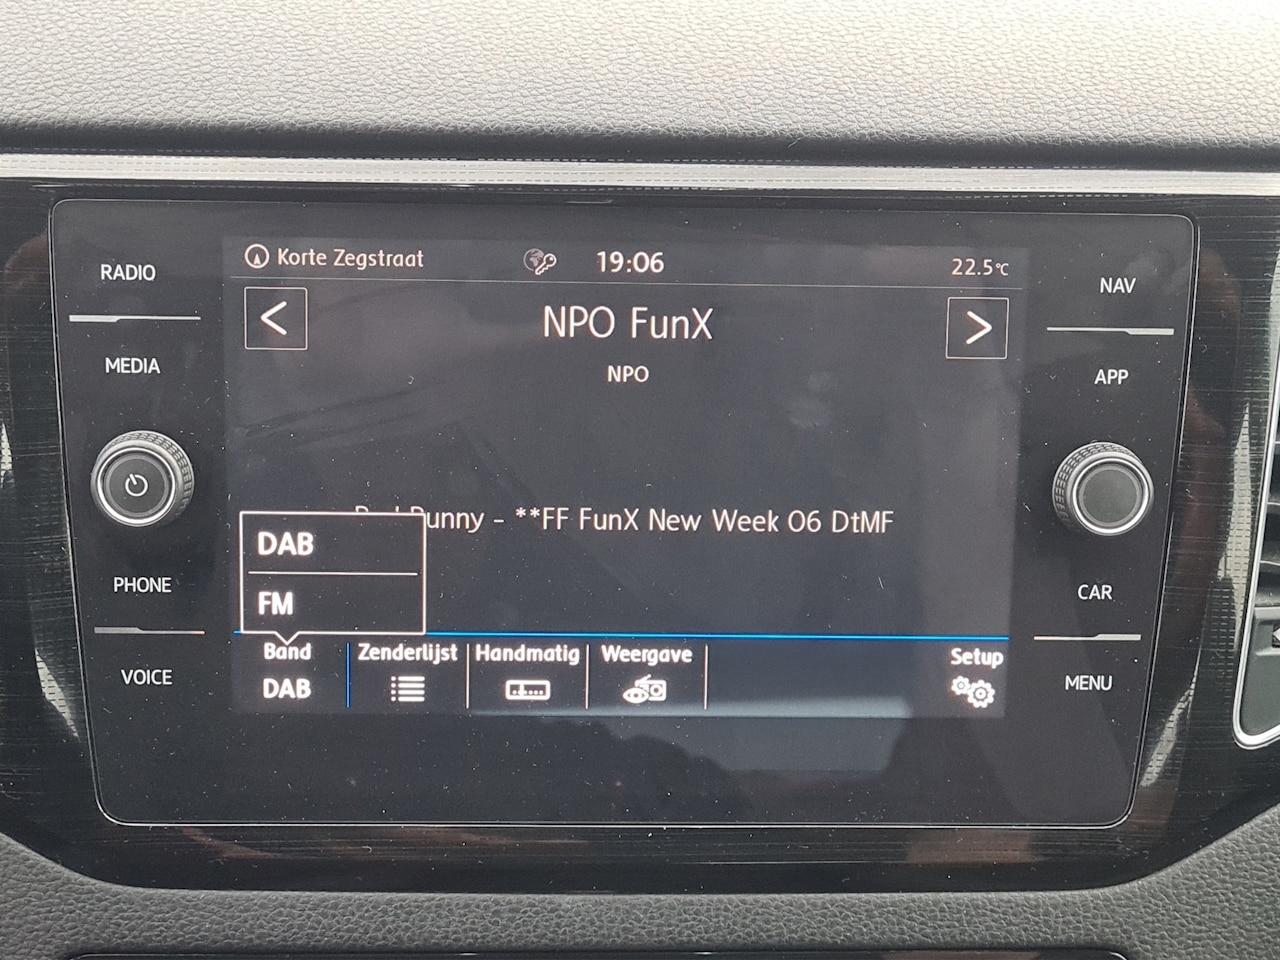 RADIO
MEDIA
PHONE
VOICE
Korte Zegstraat
19:06
22.5°C
<
NPO FunX
>
NPO
Bunny - **FF FunX New Week 06 DtMF
DAB
FM
Band
DAB
Zenderlijst
Handmatig
Weergave
Setup
NAV
APP
CAR
MENU